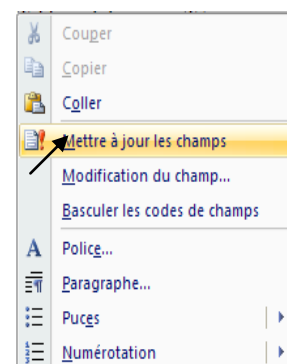 Couper
Copier
Coller
Mettre à jour les champs
Modification du champ...
Basculer les codes de champs
Police...
Paragraphe...
Puces
Numérotation